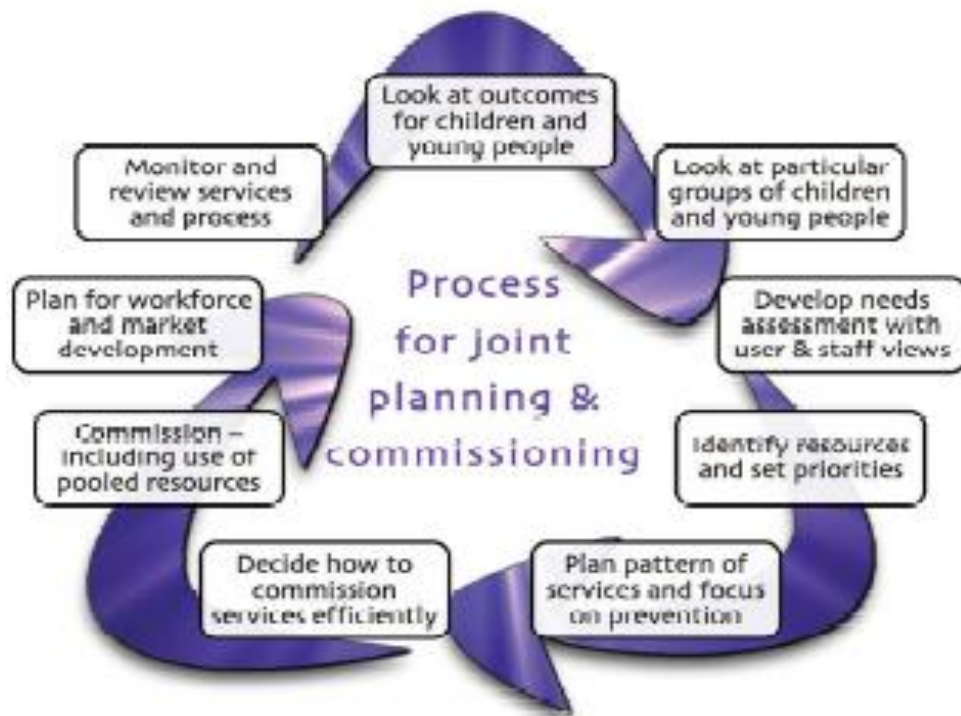 Look at outcomes
for children and
young people
Look at particular
groups of children
and young people
Develop needs
assessment with
user & staff views
Identify resources
and set priorities
Plan pattern of
services and focus
on prevention
Decide how to
commission
services efficiently
Commission –
including use of
pooled resources
Plan for workforce
and market
development
Monitor and
review services
and process
Process
for joint
planning &
commissioning